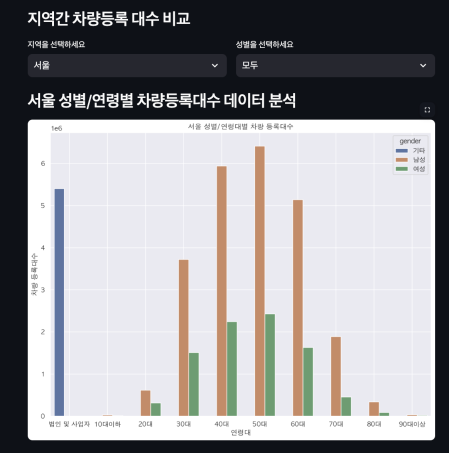 지역간 차량등록 대수 비교
지역을 선택하세요 성별을 선택하세요
서울 모두
서울 성별/연령별 차량등록대수 데이터 분석
서울 성별/연령대별 차량 등록대수
1e6
gender
기타
남성
여성
6
5
4
3
2
1
0
차량 등록대수
법인 및 사업자 10대이하 20대 30대 40대 50대 60대 70대 80대 90대이상
연령대